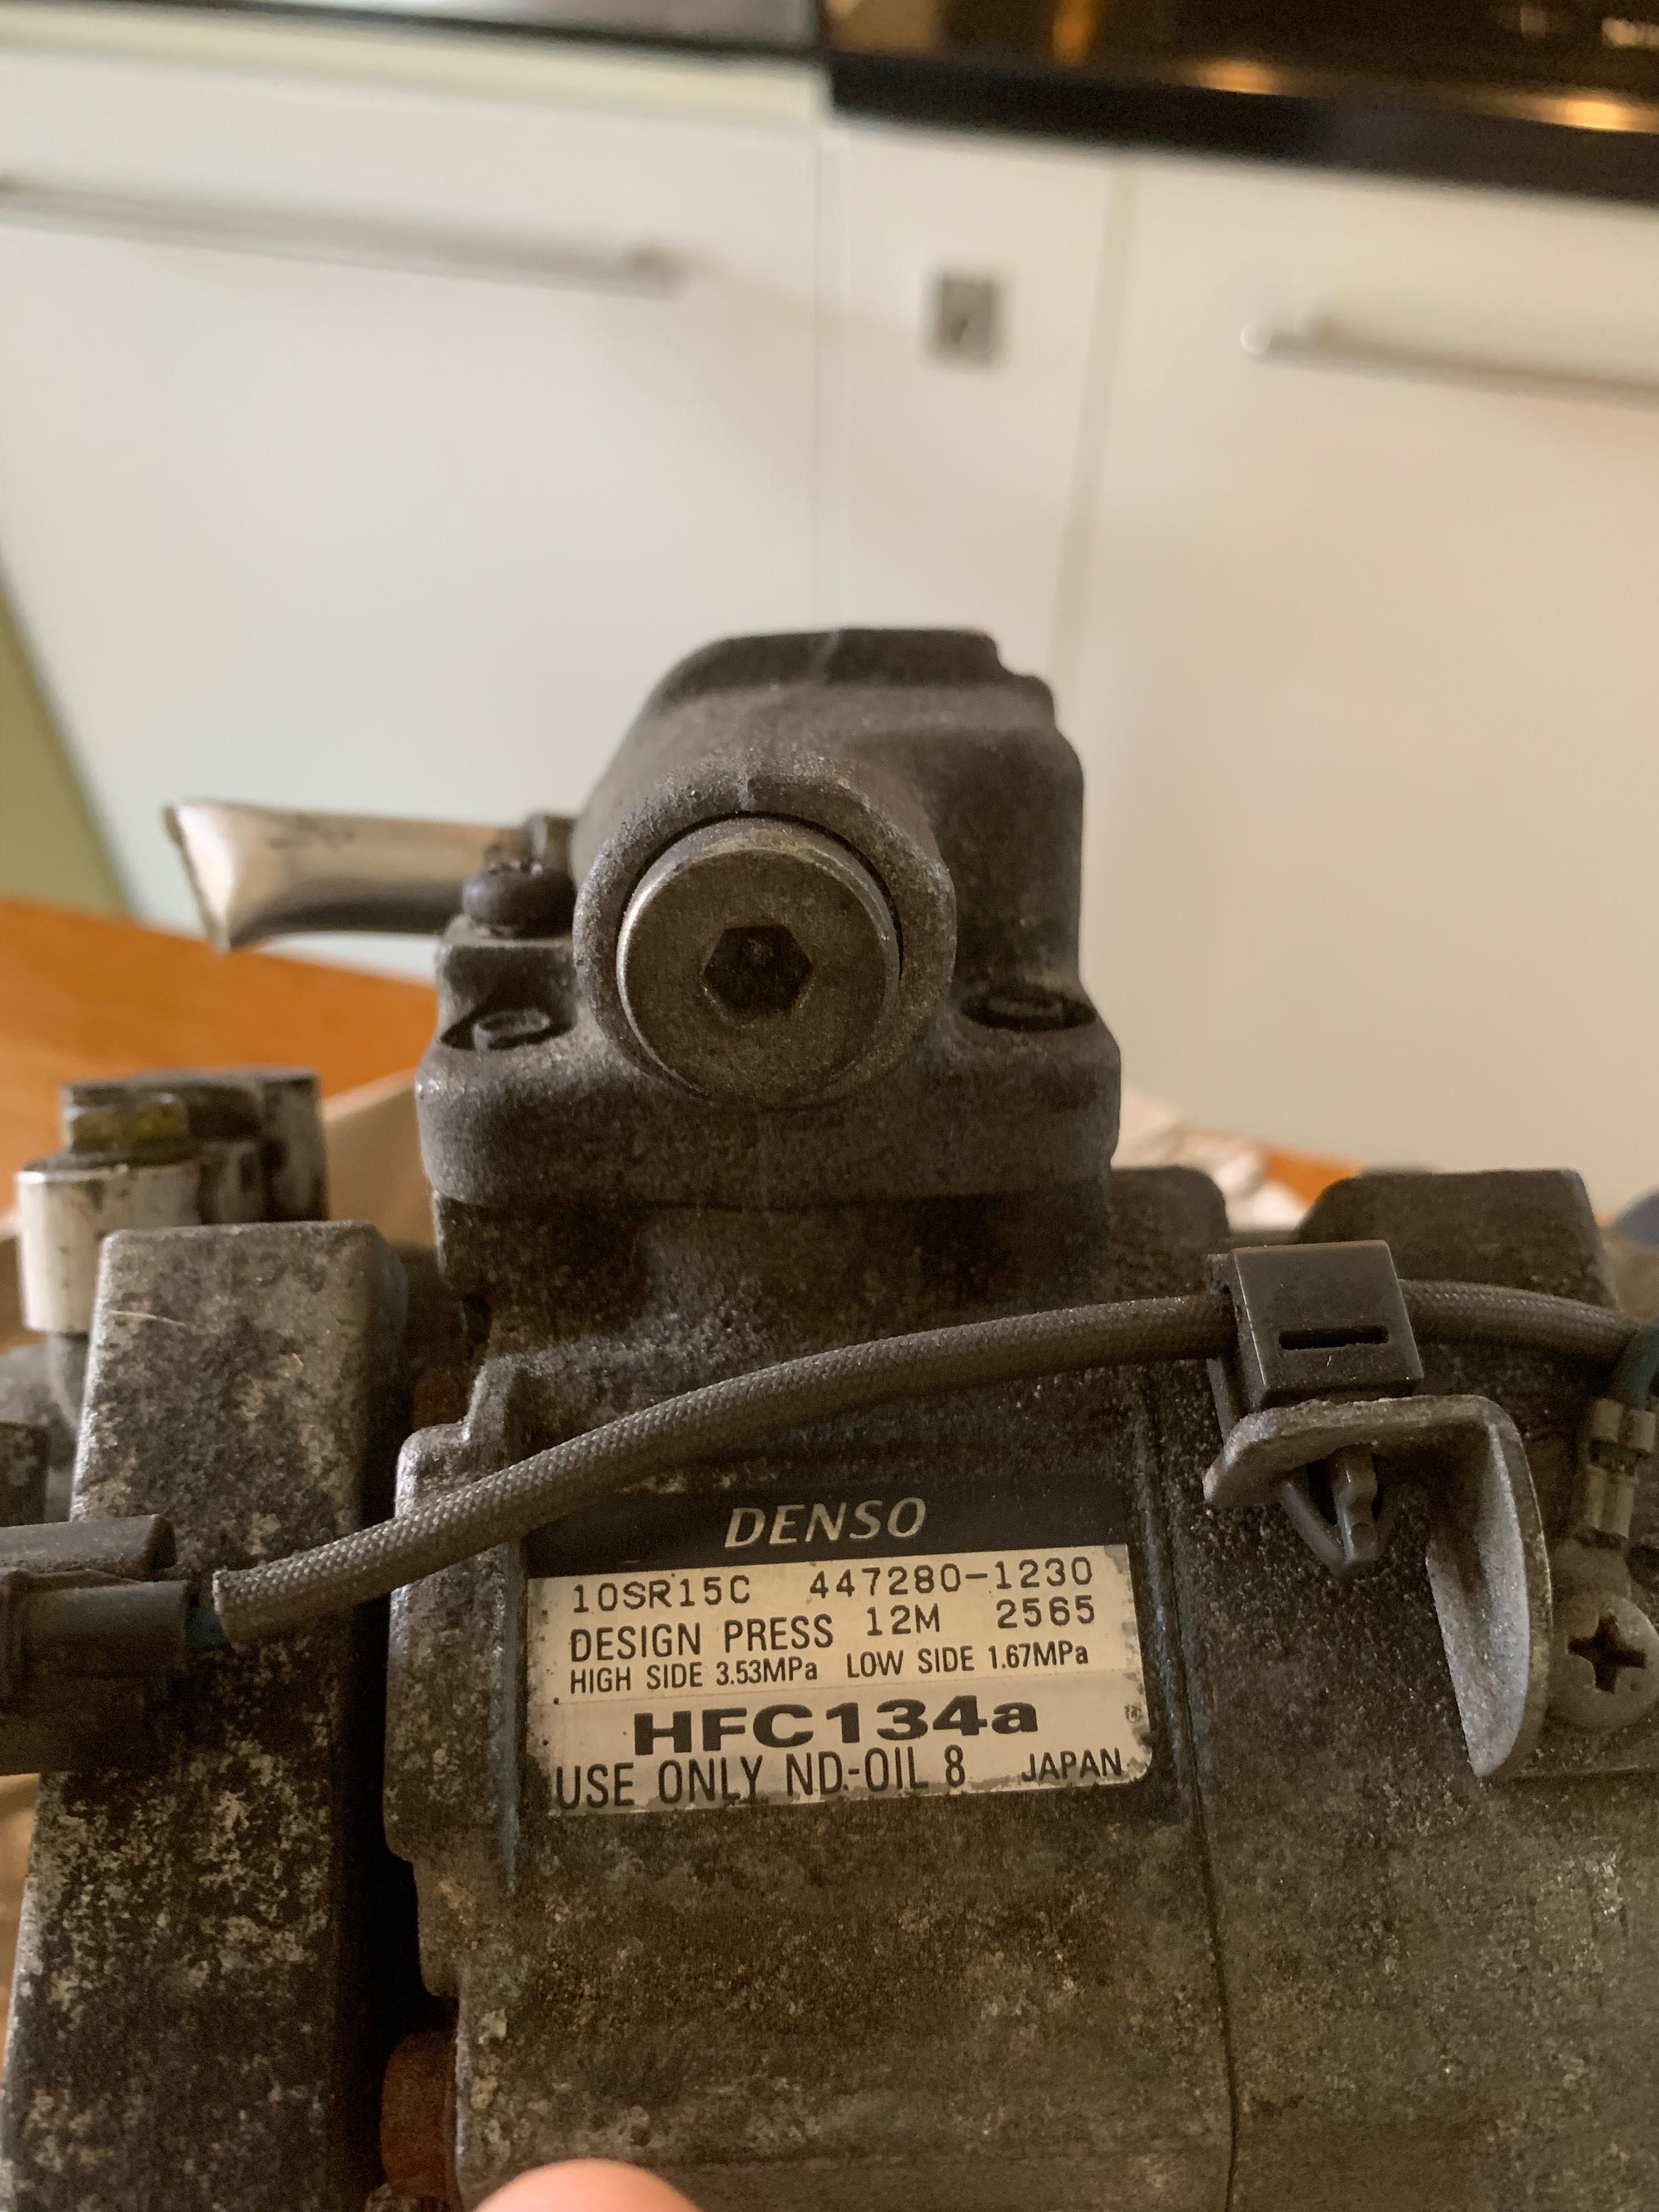 DENSO
10SR15C 447280-1230
DESIGN PRESS 12M 2565
HIGH SIDE 3.53MPa LOW SIDE 1.67MPa
HFC134a
USE ONLY ND-OIL 8 JAPAN